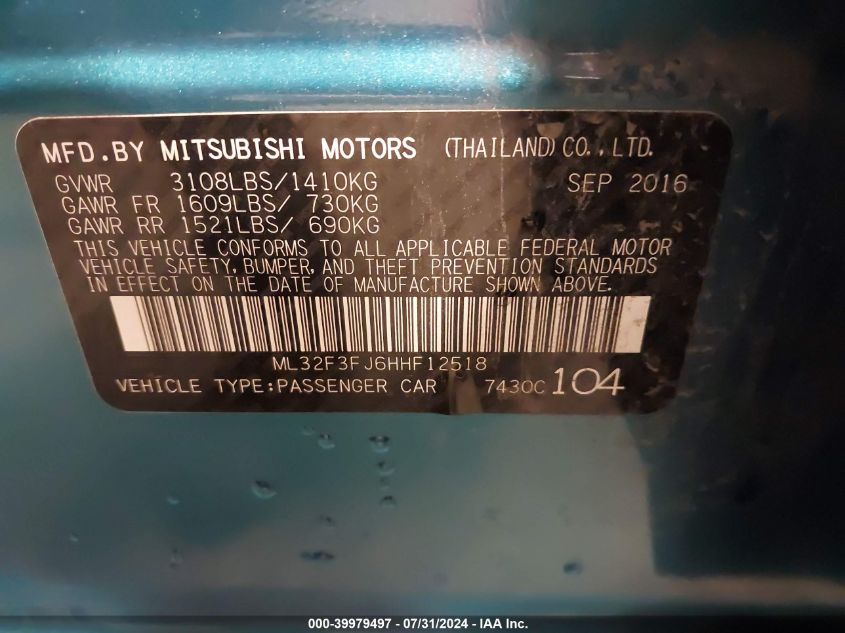 MFD.BY MITSUBISHI MOTORS (THAILAND) CO.,LTD.
GVWR 3108LBS/1410KG SEP 2016
GAWR FR 1609LBS/ 730KG
GAWR RR 1521LBS/ 690KG
THIS VEHICLE CONFORMS TO ALL APPLICABLE FEDERAL MOTOR
VEHICLE SAFETY, BUMPER, AND THEFT PREVENTION STANDARDS
IN EFFECT ON THE DATE OF MANUFACTURE SHOWN ABOVE.
ML32F3FJ6HHF12518
VEHICLE TYPE:PASSENGER CAR 7430C 104
000-39979497 - 07/31/2024 - IAA Inc.